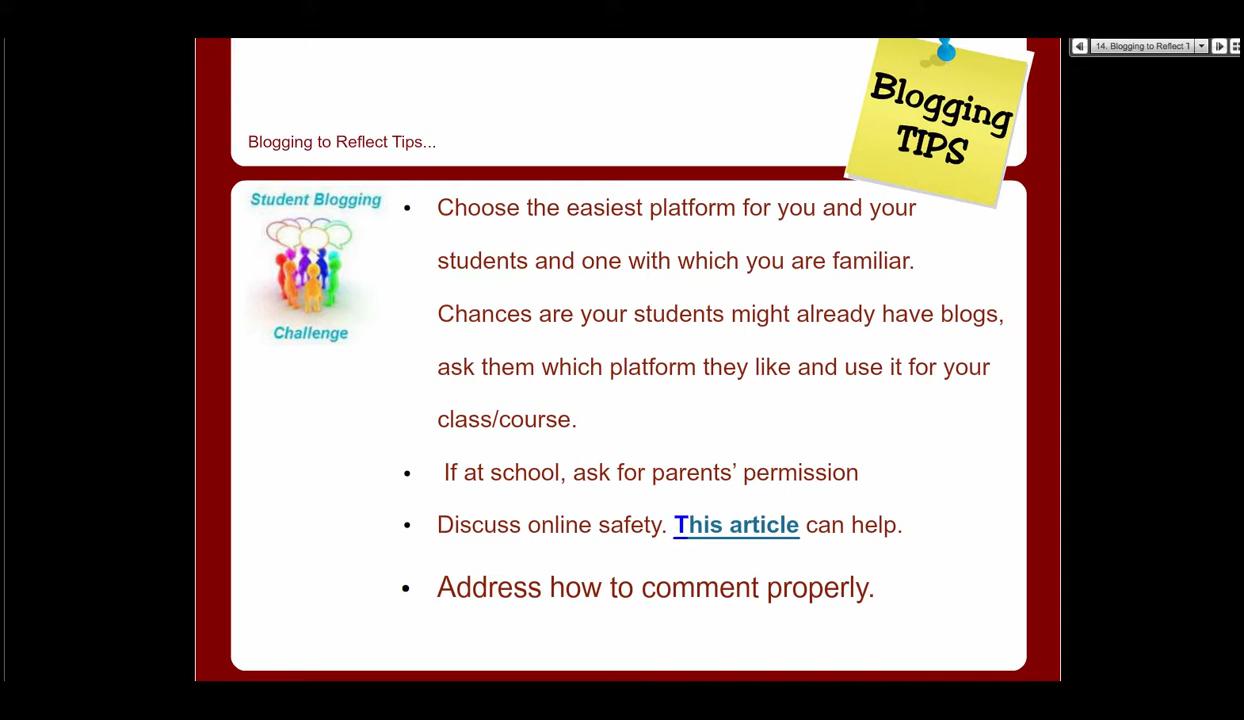 14. Blogging to Reflect T
Blogging
TIPS
Blogging to Reflect Tips...
Student Blogging
Challenge
• Choose the easiest platform for you and your
students and one with which you are familiar.
Chances are your students might already have blogs,
ask them which platform they like and use it for your
class/course.
• If at school, ask for parents’ permission
• Discuss online safety. This article can help.
• Address how to comment properly.